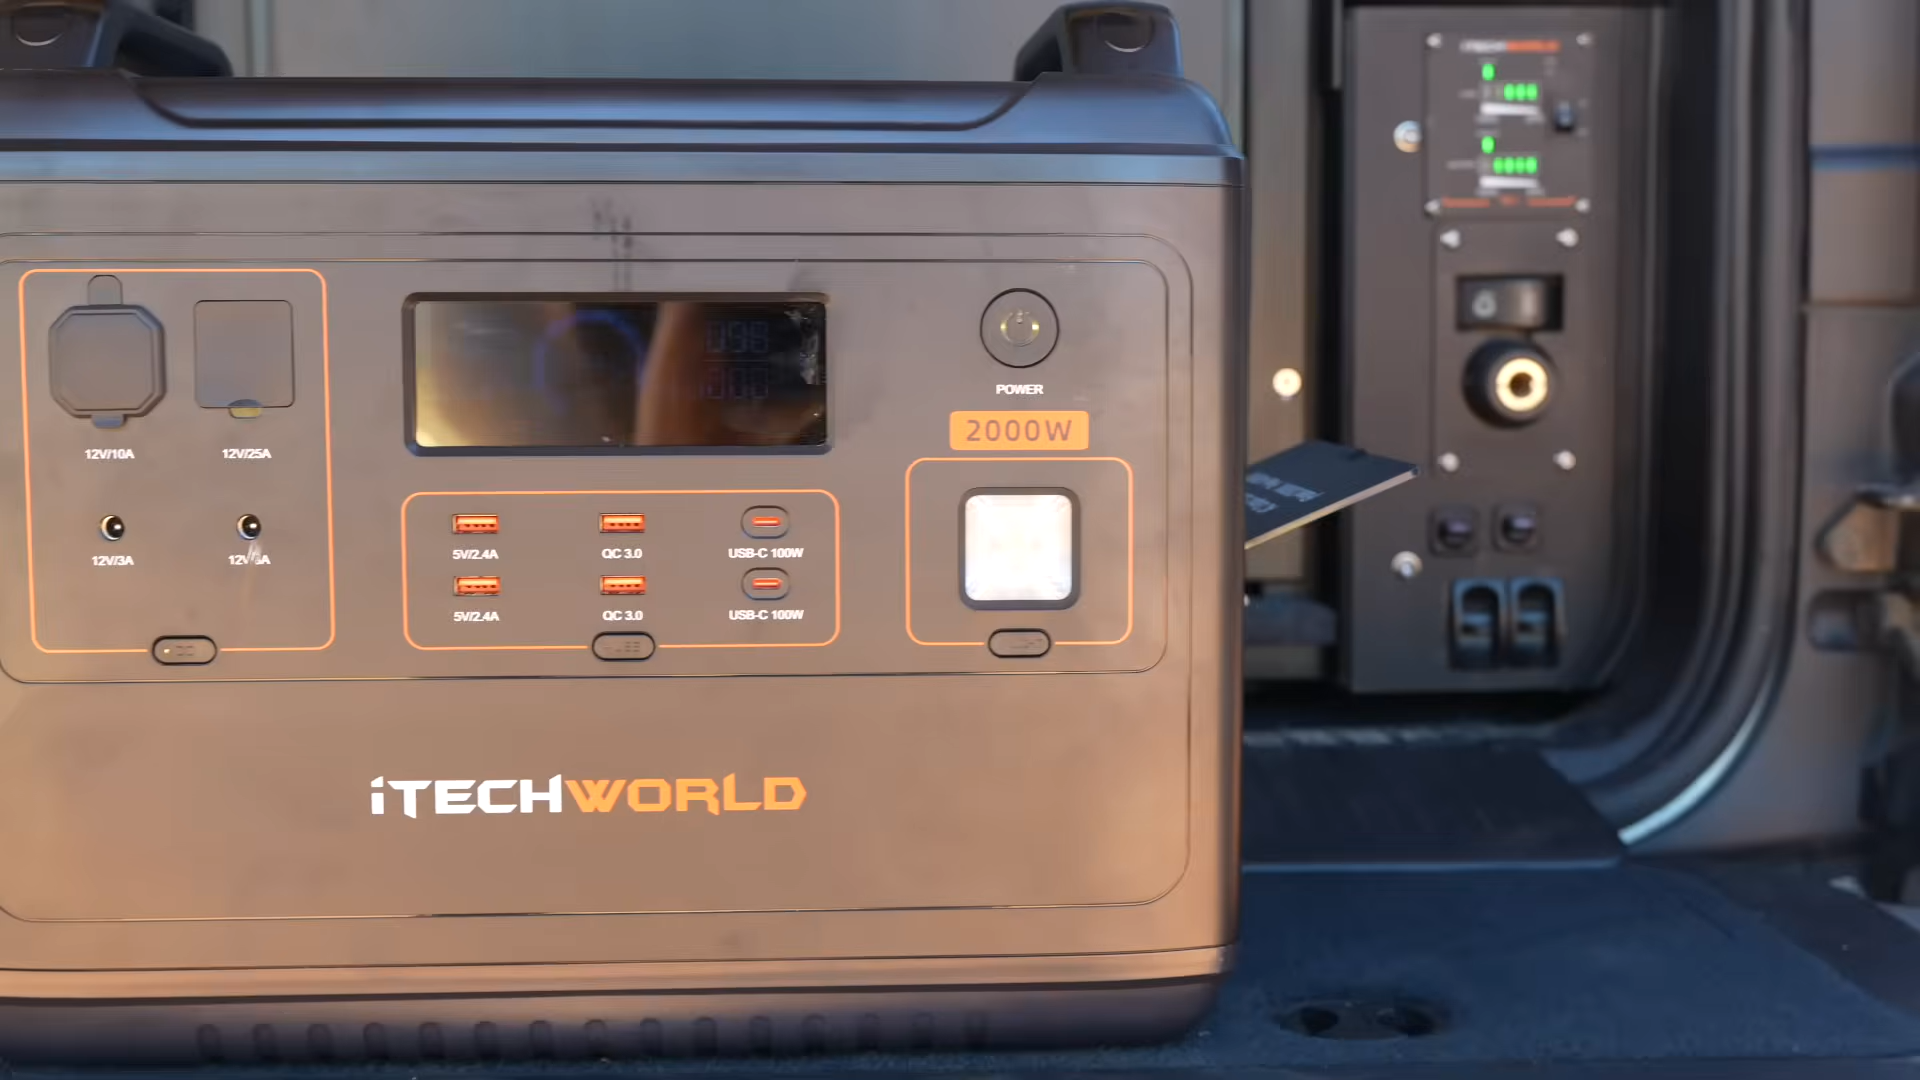 iTECHWORLD
POWER
2000W
12V/10A
12V/25A
12V/3A
5V/2.4A
QC 3.0
USB-C 100W
5V/2.4A
QC 3.0
USB-C 100W
iTECHWORLD